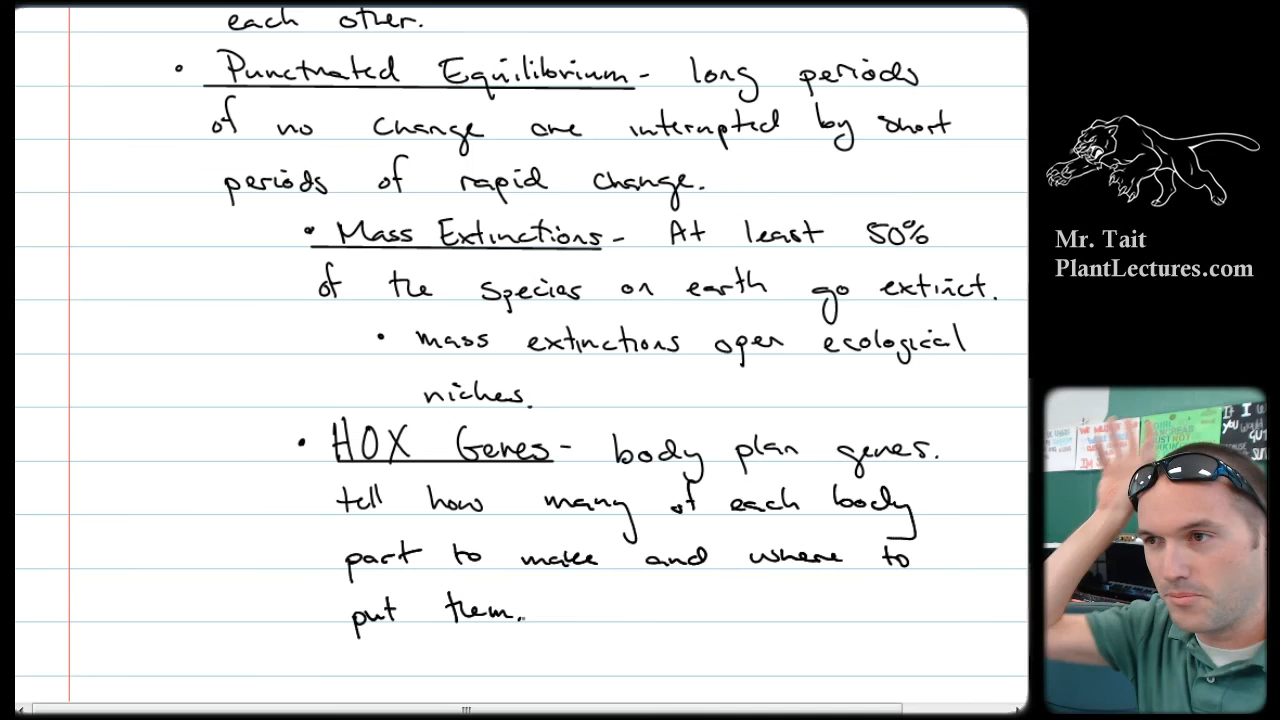 each other.
• Punctuated Equilibrium - long periods
of no change are interrupted by short
periods of rapid change.
• Mass Extinctions - At least 50%
of the species on earth go extinct.
• mass extinctions open ecological
niches.
• HOX Genes - body plan genes.
tell how many of each body
part to make and where to
put them.
Mr. Tait
PlantLectures.com